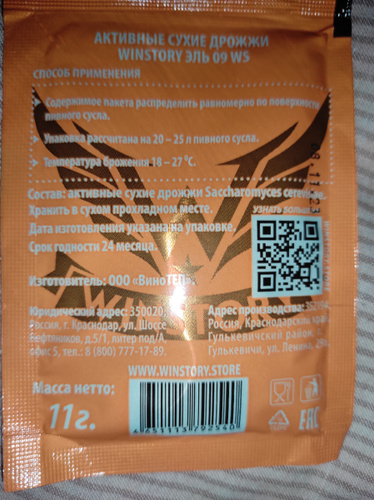 АКТИВНЫЕ СУХИЕ ДРОЖЖИ
WINSTORY ЭЛЬ 09 WS
СПОСОБ ПРИМЕНЕНИЯ
Содержимое пакета распределить равномерно по поверхности
пивного сусла.
Упаковка рассчитана на 20 – 25 л пивного сусла.
Температура брожения 18 – 27 °С.
Состав: активные сухие дрожжи Saccharomyces
Хранить в сухом прохладном месте.
УЗНАТЬ БОЛЬШЕ
Дата изготовления указана на упаковке.
Срок годности 24 месяца.
Изготовитель: ООО «ВиноТЕПЬ»
WINSTORY
Юридический адрес: 350020,
Россия, г. Краснодар, ул. Шоссе
Нефтяников, д.5/1, литер под/А,
офис 5, тел.: 8 (800) 777-17-89.
Адрес производства:
Россия, Краснодарский край,
Гулькевичский район, г.
Гулькевичи, ул. Ленина,
WWW.WINSTORY.STORE
Масса нетто:
11г.
4651113792540
EAC